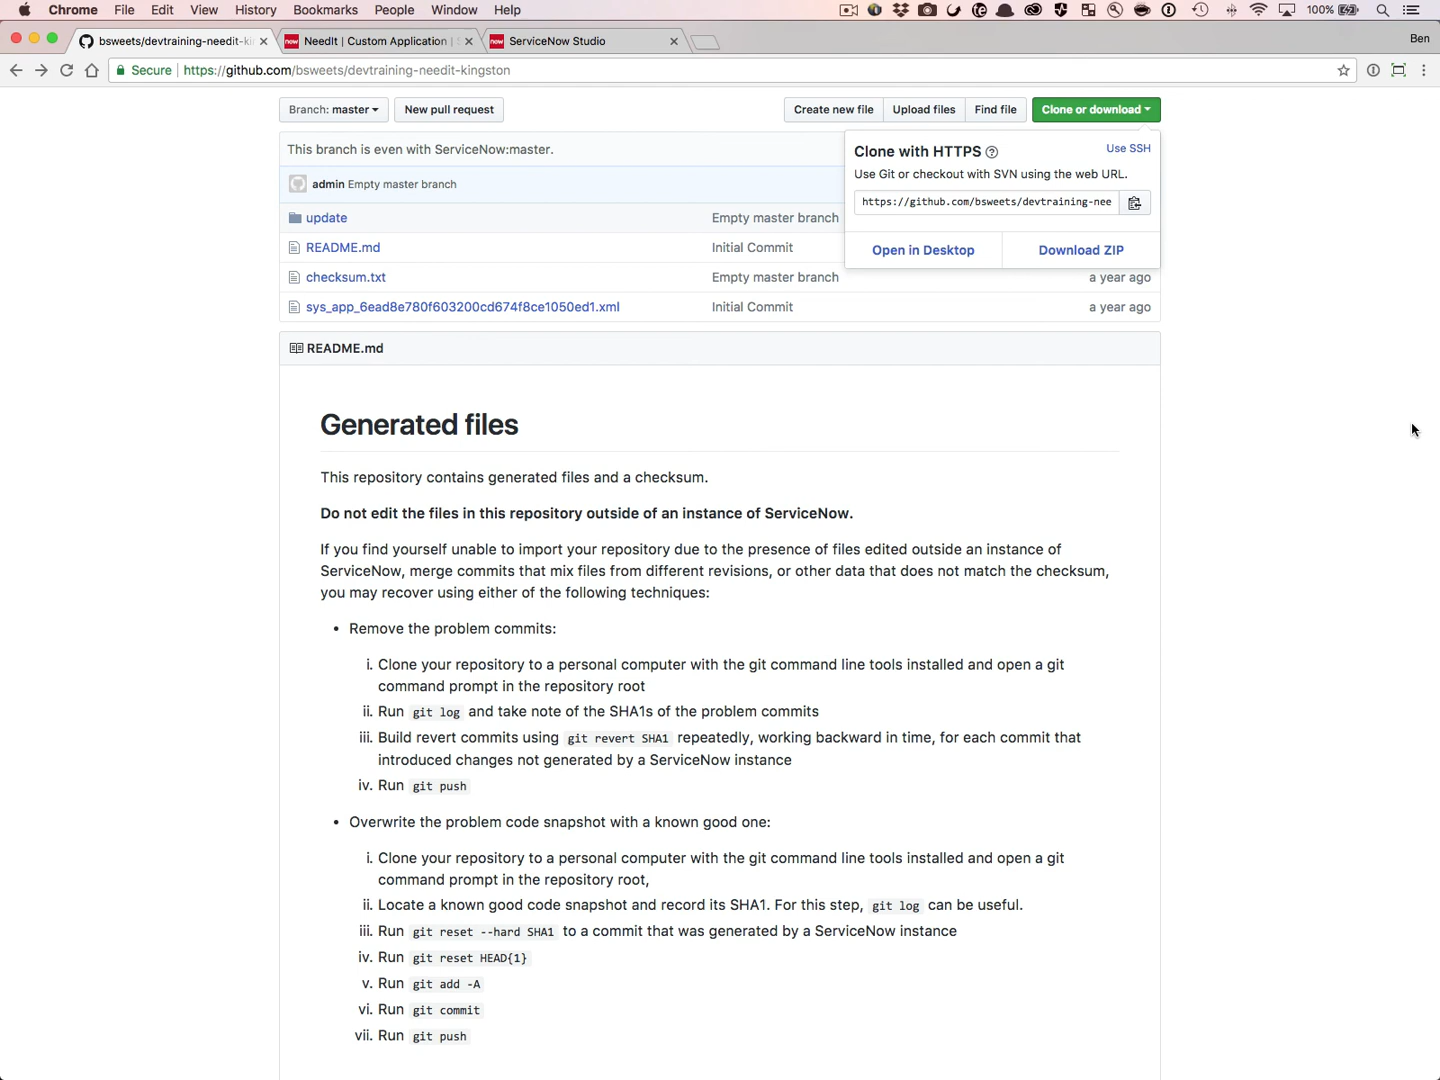 Chrome File Edit View History Bookmarks People Window Help 100%
bsweets/devtraining-needit-ki NeedIt | Custom Application | S ServiceNow Studio Ben
Secure https://github.com/bsweets/devtraining-needit-kingston
Branch: master New pull request Create new file Upload files Find file Clone or download
This branch is even with ServiceNow:master.
Clone with HTTPS Use SSH
Use Git or checkout with SVN using the web URL.
https://github.com/bsweets/devtraining-nee
Open in Desktop Download ZIP
admin Empty master branch
update Empty master branch
README.md Initial Commit
checksum.txt Empty master branch a year ago
sys_app_6ead8e780f603200cd674f8ce1050ed1.xml Initial Commit a year ago
README.md
Generated files
This repository contains generated files and a checksum.
Do not edit the files in this repository outside of an instance of ServiceNow.
If you find yourself unable to import your repository due to the presence of files edited outside an instance of
ServiceNow, merge commits that mix files from different revisions, or other data that does not match the checksum,
you may recover using either of the following techniques:
• Remove the problem commits:
i. Clone your repository to a personal computer with the git command line tools installed and open a git
command prompt in the repository root
ii. Run git log and take note of the SHA1s of the problem commits
iii. Build revert commits using git revert SHA1 repeatedly, working backward in time, for each commit that
introduced changes not generated by a ServiceNow instance
iv. Run git push
• Overwrite the problem code snapshot with a known good one:
i. Clone your repository to a personal computer with the git command line tools installed and open a git
command prompt in the repository root,
ii. Locate a known good code snapshot and record its SHA1. For this step, git log can be useful.
iii. Run git reset --hard SHA1 to a commit that was generated by a ServiceNow instance
iv. Run git reset HEAD{1}
v. Run git add -A
vi. Run git commit
vii. Run git push